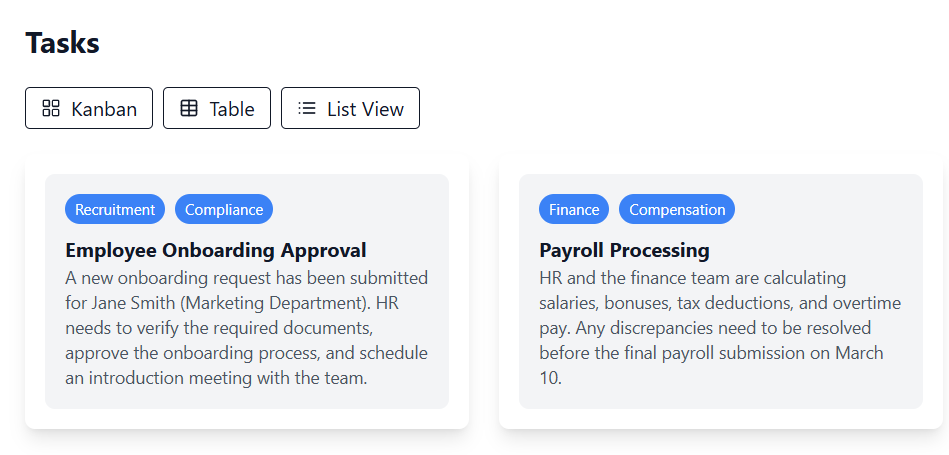 Tasks
Kanban Table List View
Recruitment Compliance
Employee Onboarding Approval
A new onboarding request has been submitted
for Jane Smith (Marketing Department). HR
needs to verify the required documents,
approve the onboarding process, and schedule
an introduction meeting with the team.
Finance Compensation
Payroll Processing
HR and the finance team are calculating
salaries, bonuses, tax deductions, and overtime
pay. Any discrepancies need to be resolved
before the final payroll submission on March
10.